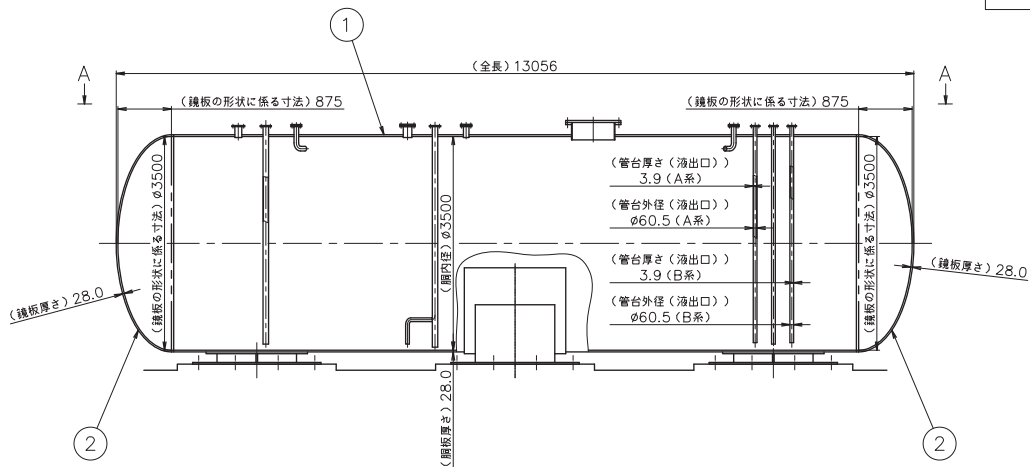 ①
(全長) 13056
A
A
(鏡板の形状に係る寸法) 875
(鏡板の形状に係る寸法) 875
(鏡板の形状に係る寸法) ø3500
(胴内径) ø3500
(管台厚さ (液出口))
3.9 (A系)
(管台外径 (液出口))
ø60.5 (A系)
(管台厚さ (液出口))
3.9 (B系)
(管台外径 (液出口))
ø60.5 (B系)
(鏡板の形状に係る寸法) ø3500
(鏡板厚さ) 28.0
(鏡板厚さ) 28.0
(胴板厚さ) 28.0
②
②